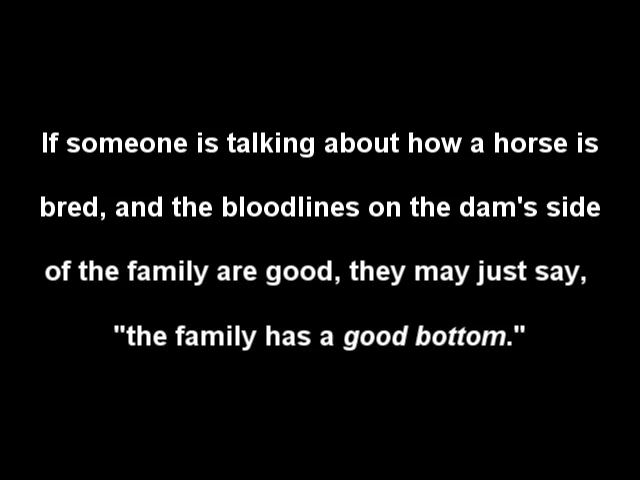 If someone is talking about how a horse is
bred, and the bloodlines on the dam's side
of the family are good, they may just say,
"the family has a good bottom."